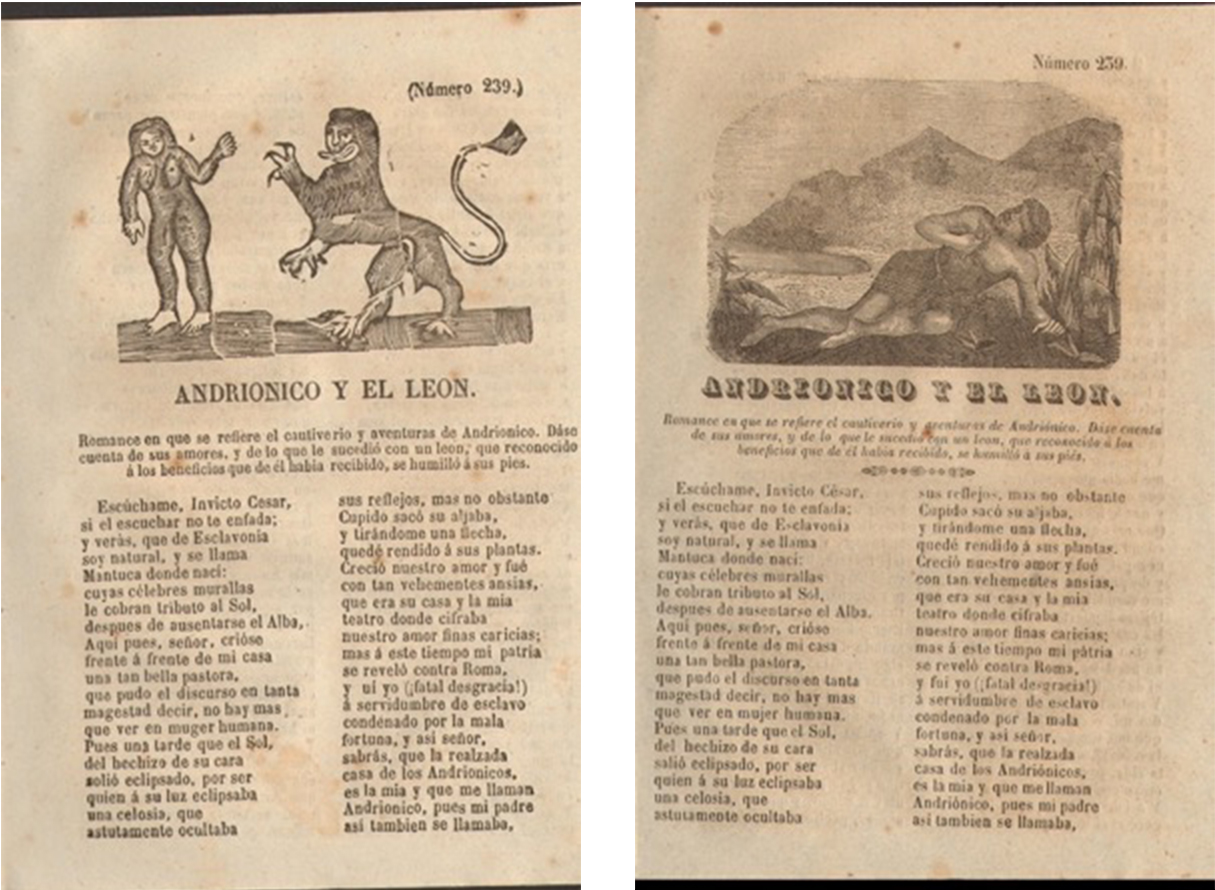 (Número 239.)
ANDRIONICO Y EL LEON.
Romance en que se refiere el cautiverio y aventuras de Andrionico. Dáse
cuenta de sus amores, y de lo que le sucedió con un leon, que reconocido
á los beneficios que de él habia recibido, se humilló á sus pies.
Escúchame, Invicto Cesar,
si el escuchar no te enfada;
y verás, que de Esclavonia
soy natural, y se llama
Mantuca donde naci:
cuyas célebres murallas
le cobran tributo al Sol,
despues de ausentarse el Alba,
Aqui pues, señor, crióse
frente á frente de mi casa
una tan bella pastora,
que pudo el discurso en tanta
magestad decir, no hay mas
que ver en muger humana.
Pues una tarde que el Sol,
del hechizo de su cara
salió eclipsado, por ser
quien á su luz eclipsaba
una celosia, que
astutamente ocultaba
sus reflejos, mas no obstante
Cupido sacó su aljaba,
y tirándome una flecha,
quedé rendido á sus plantas.
Creció nuestro amor y fué
con tan vehementes ansias,
que era su casa y la mia
teatro donde cifraba
nuestro amor finas caricias;
mas á este tiempo mi patria
se reveló contra Roma,
y ui yo (¡fatal desgracia!)
á servidumbre de esclavo
condenado por la mala
fortuna, y asi señor,
sabrás, que la realzada
casa de los Andrionicos,
es la mia y que me llaman
Andrionico, pues mi padre
asi tambien se llamaba,
Número 239.
ANDRIONICO Y EL LEON.
Romance en que se refiere el cautiverio y aventuras de Andriónico. Dáse cuenta
de sus amores, y de lo que le sucedió con un leon, que reconocido á los
beneficios que de él habia recibido, se humilló á sus piés.
Escúchame, Invicto César,
si el escuchar no te enfada;
y verás, que de Esclavonia
soy natural, y se llama
Mantuca donde naci:
cuyas célebres murallas
le cobran tributo al Sol,
despues de ausentarse el Alba.
Aqui pues, señor, crióse
frente á frente de mi casa
una tan bella pastora,
que pudo el discurso en tanta
magestad decir, no hay mas
que ver en mujer humana.
Pues una tarde que el Sol,
del hechizo de su cara
salió eclipsado, por ser
quien á su luz eclipsaba
una celosia, que
astutamente ocultaba
sus reflejos, mas no obstante
Cupido sacó su aljaba,
y tirándome una flecha,
quedé rendido á sus plantas.
Creció nuestro amor y fué
con tan vehementes ansias,
que era su casa y la mia
teatro donde cifraba
nuestro amor finas caricias;
mas á este tiempo mi pátria
se reveló contra Roma,
y fui yo (¡fatal desgracia!)
á servidumbre de esclavo
condenado por la mala
fortuna, y asi señor,
sabrás, que la realzada
casa de los Andriónicos,
es la mia y que me llaman
Andriónico, pues mi padre
asi tambien se llamaba,